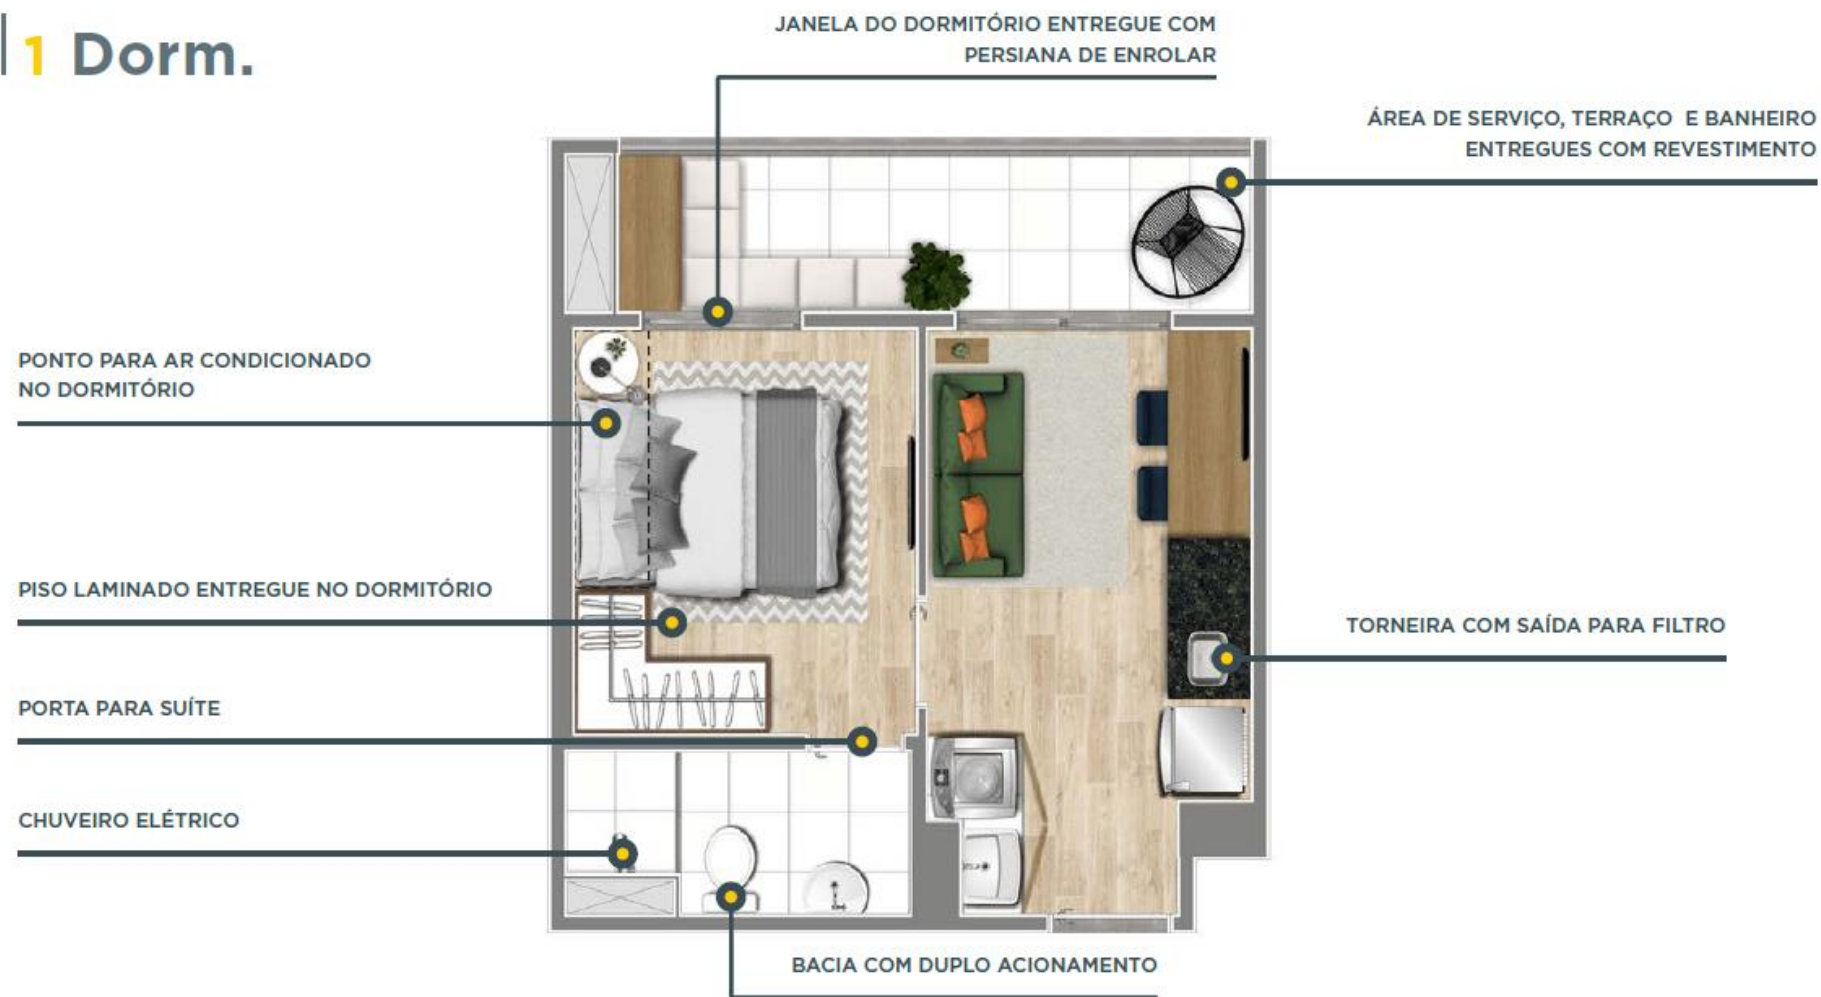 1 Dorm.
JANELA DO DORMITÓRIO ENTREGUE COM
PERSIANA DE ENROLAR
ÁREA DE SERVIÇO, TERRAÇO E BANHEIRO
ENTREGUES COM REVESTIMENTO
PONTO PARA AR CONDICIONADO
NO DORMITÓRIO
PISO LAMINADO ENTREGUE NO DORMITÓRIO
TORNEIRA COM SAÍDA PARA FILTRO
PORTA PARA SUÍTE
CHUVEIRO ELÉTRICO
BACIA COM DUPLO ACIONAMENTO